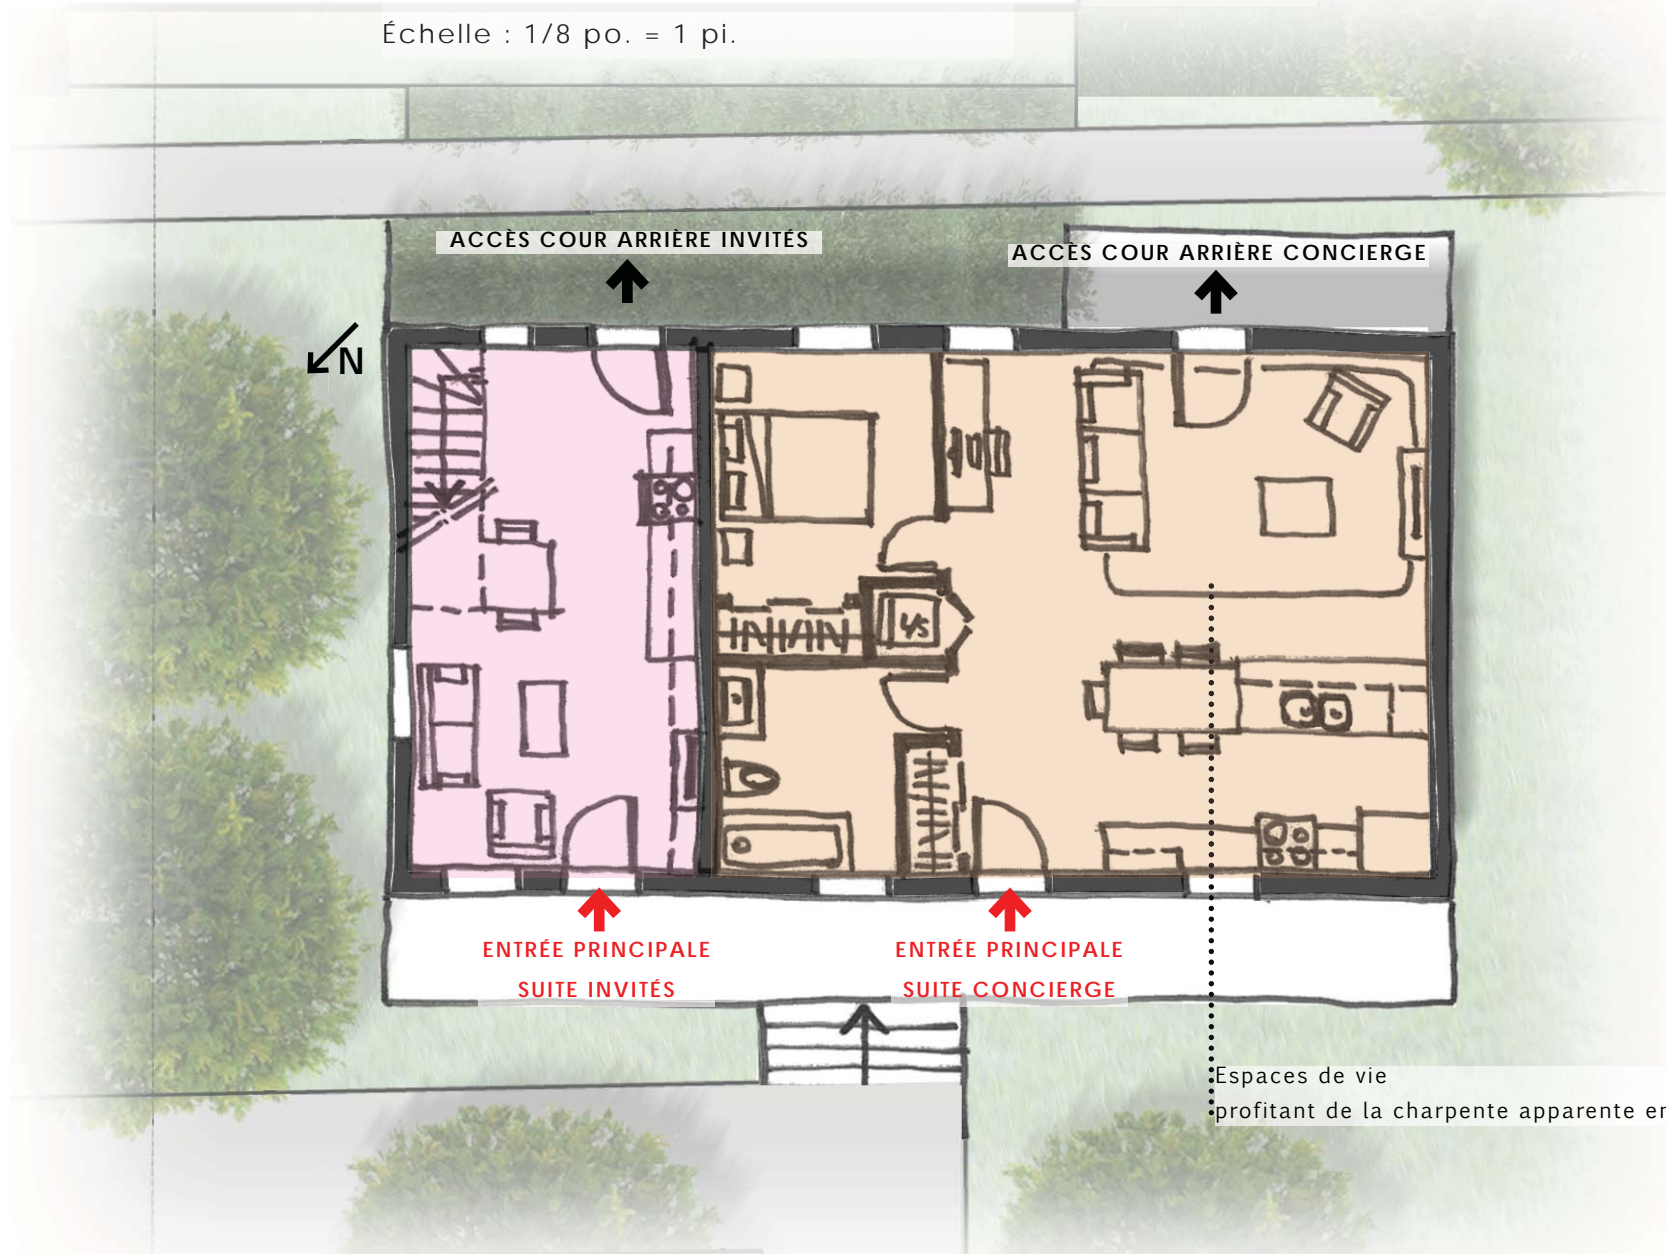 Échelle : 1/8 po. = 1 pi.
ACCÈS COUR ARRIÈRE INVITÉS
ACCÈS COUR ARRIÈRE CONCIERGE
N
L/S
ENTRÉE PRINCIPALE
SUITE INVITÉS
ENTRÉE PRINCIPALE
SUITE CONCIERGE
Espaces de vie
profitant de la charpente apparente en